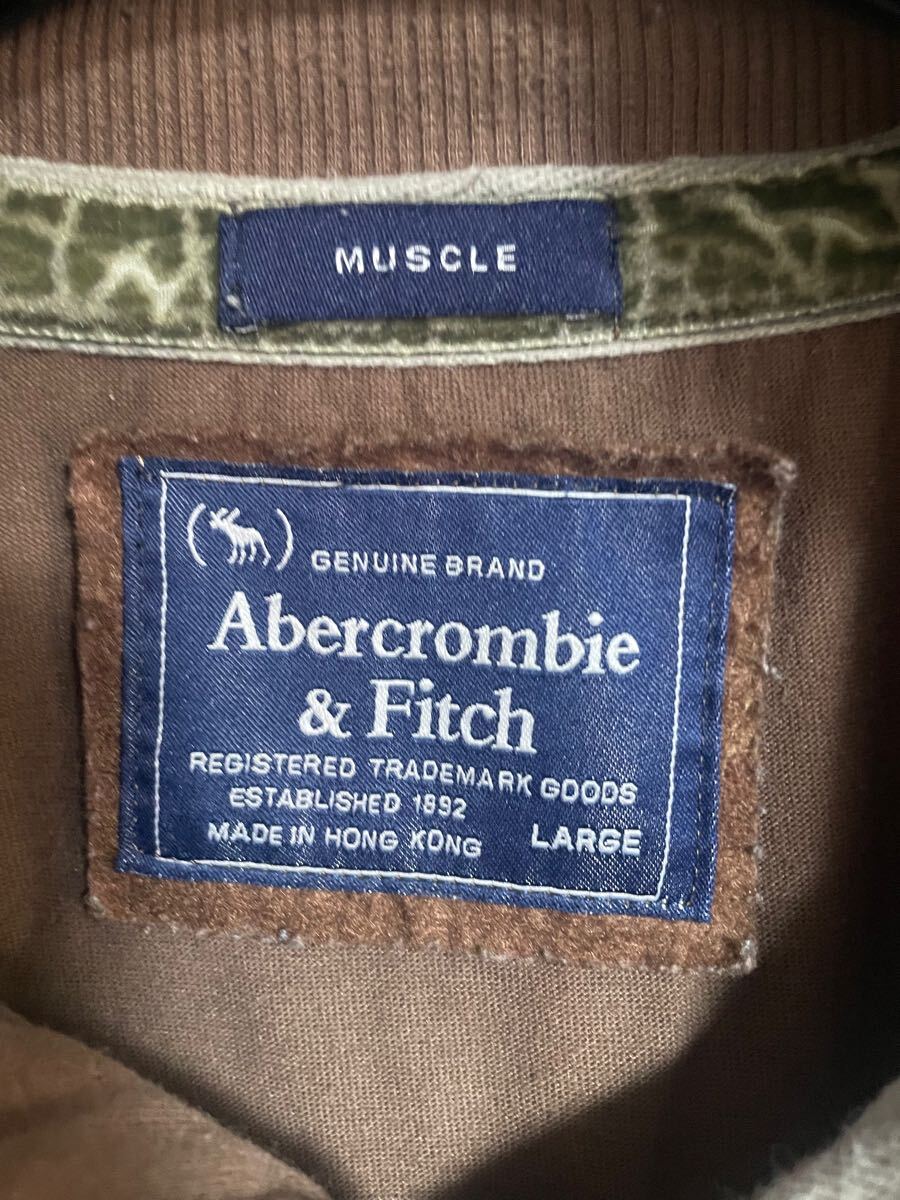 MUSCLE
GENUINE BRAND
Abercrombie
& Fitch
REGISTERED TRADEMARK GOODS
ESTABLISHED 1892
MADE IN HONG KONG LARGE